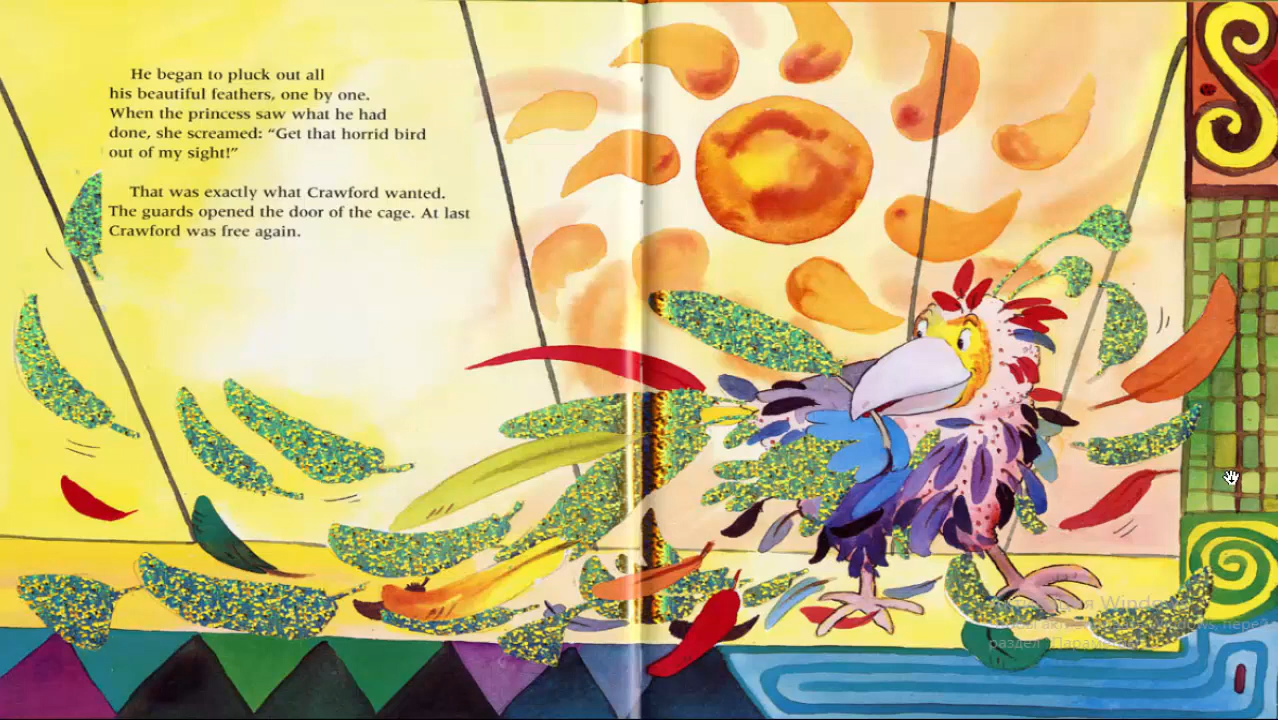 He began to pluck out all
his beautiful feathers, one by one.
When the princess saw what he had
done, she screamed: “Get that horrid bird
out of my sight!”
That was exactly what Crawford wanted.
The guards opened the door of the cage. At last
Crawford was free again.
Windows
раздел